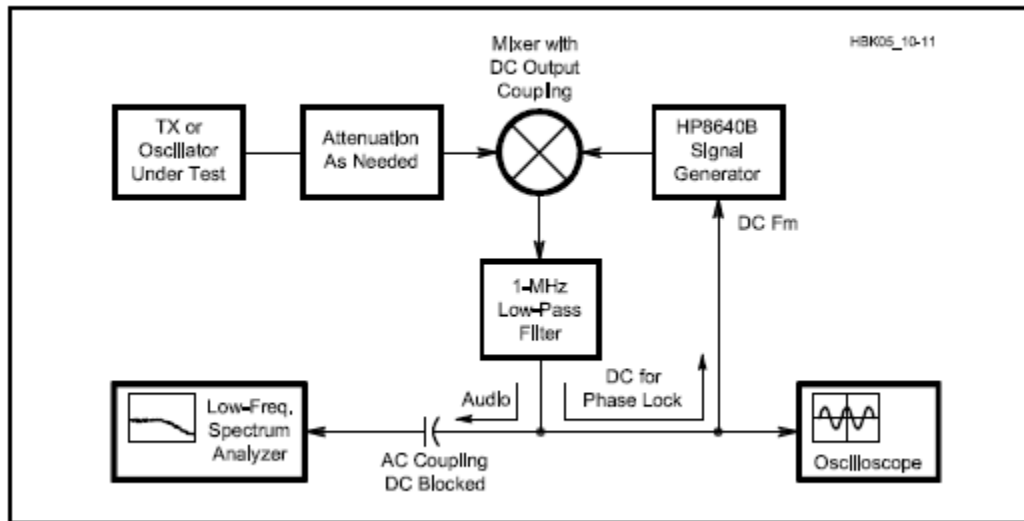 HBK05_10-11
Mixer with
DC Output
Coupling
TX or
Oscillator
Under Test
Attenuation
As Needed
HP8640B
Signal
Generator
DC Fm
1-MHz
Low-Pass
Filter
Audio
DC for
Phase Lock
Low-Freq.
Spectrum
Analyzer
AC Coupling
DC Blocked
Oscilloscope